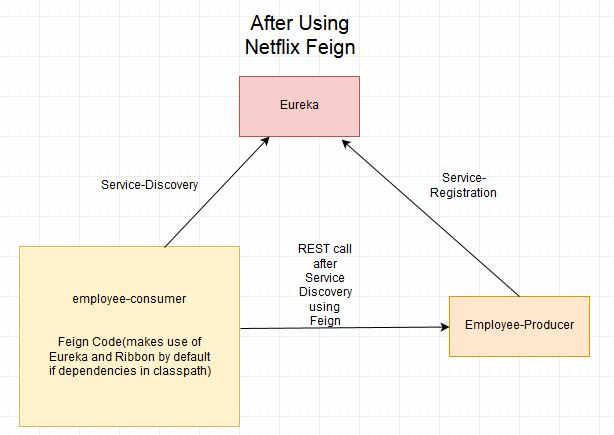 After Using
Netflix Feign
Eureka
Service-Discovery
Service-
Registration
REST call
after
Service
Discovery
using
Feign
employee-consumer
Feign Code(makes use of
Eureka and Ribbon by default
if dependencies in classpath)
Employee-Producer